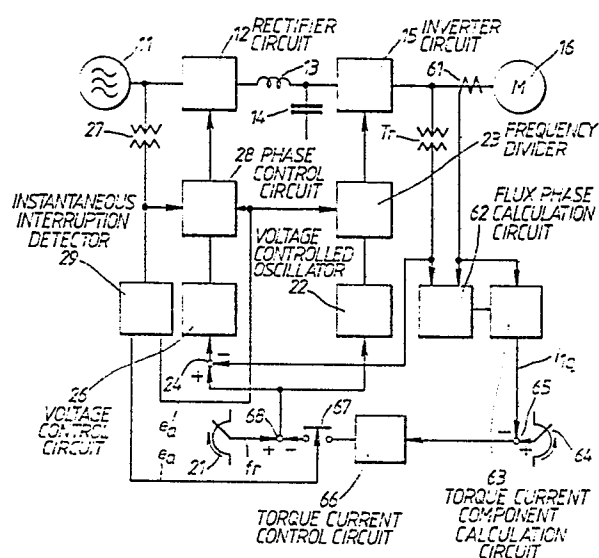 11
12
RECTIFIER
CIRCUIT
13
14
15
INVERTER
CIRCUIT
61
16
M
27
Tr
23
FREQUENCY
DIVIDER
28
PHASE
CONTROL
CIRCUIT
INSTANTANEOUS
INTERRUPTION
DETECTOR
29
VOLTAGE
CONTROLLED
OSCILLATOR
22
FLUX PHASE
CALCULATION
CIRCUIT
62
26
VOLTAGE
CONTROL
CIRCUIT
24
+
-
ea'
ea
21
fr
68
+
-
67
66
TORQUE CURRENT
CONTROL CIRCUIT
i1q
65
-
+
64
63
TORQUE CURRENT
COMPONENT
CALCULATION
CIRCUIT